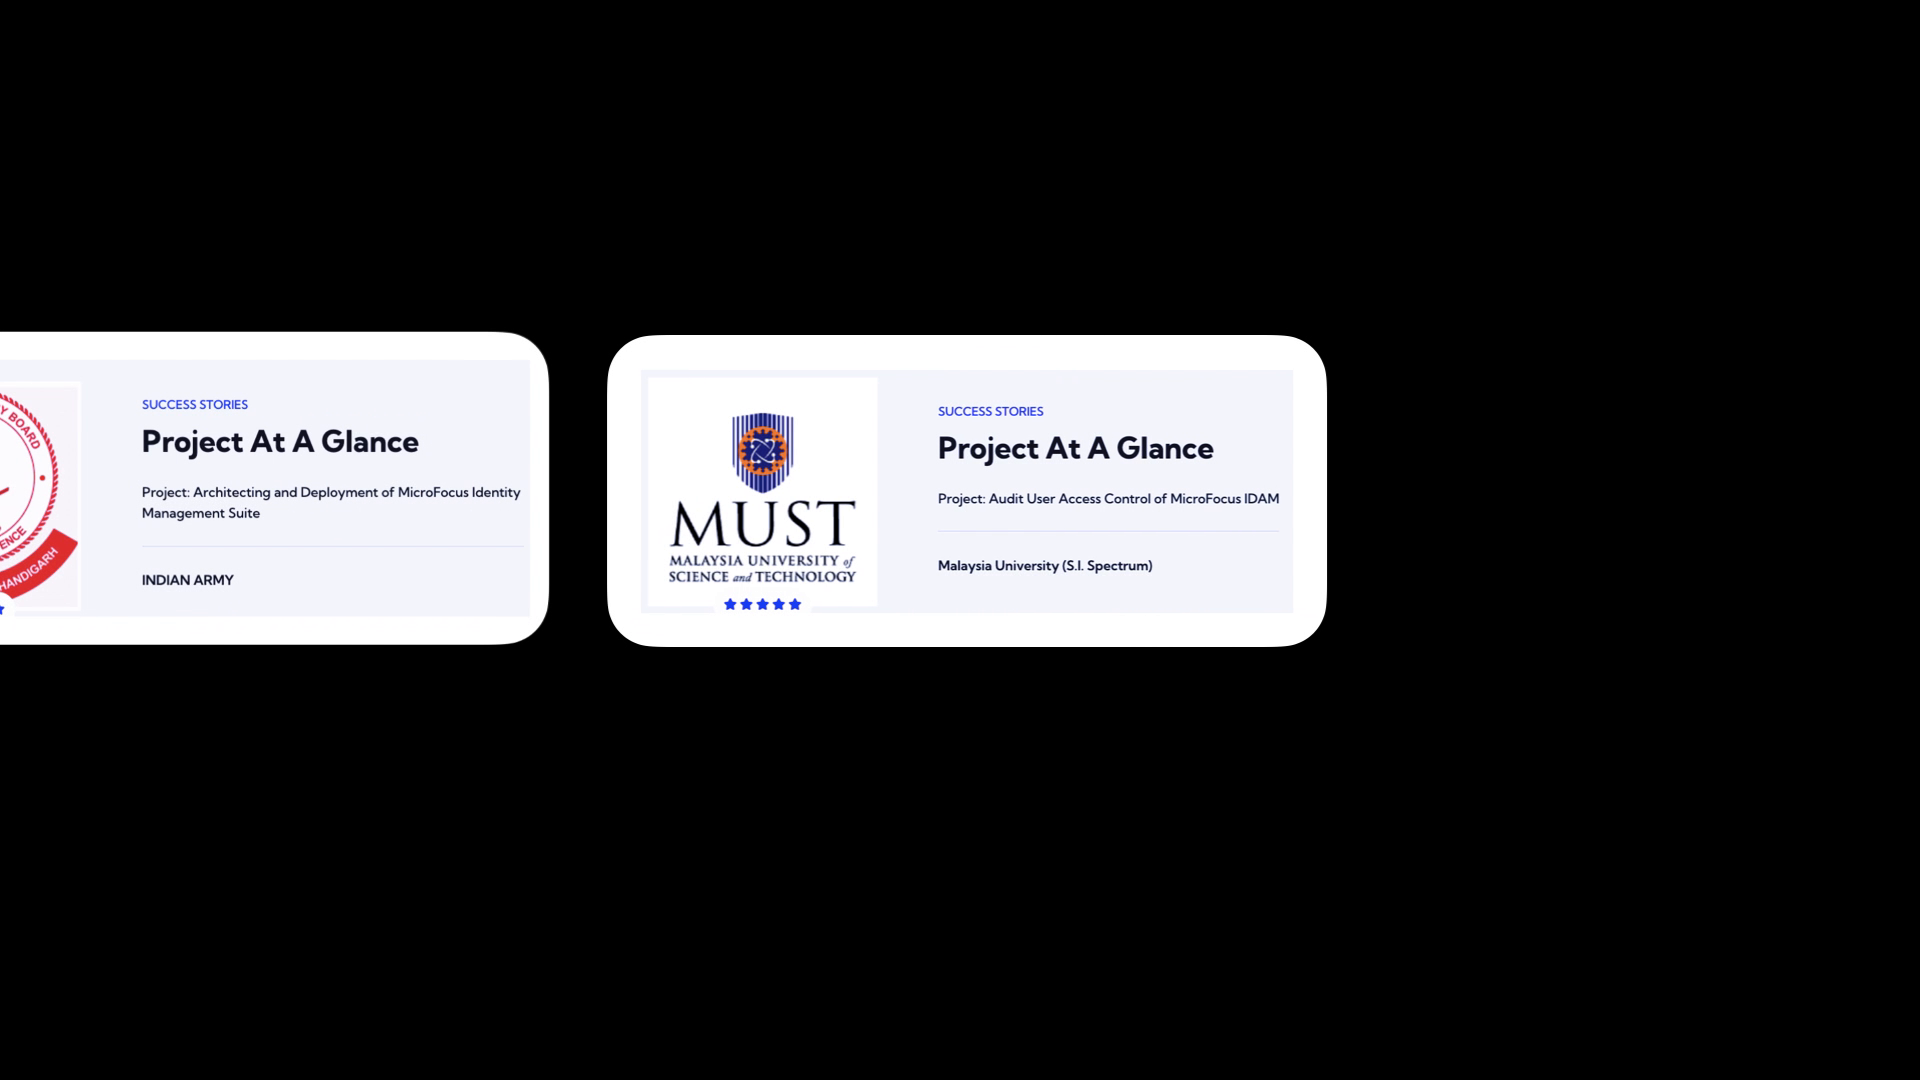 Y BOARD
ENCE
HANDIGARH
SUCCESS STORIES
Project At A Glance
Project: Architecting and Deployment of MicroFocus Identity
Management Suite
INDIAN ARMY
MUST
MALAYSIA UNIVERSITY of
SCIENCE and TECHNOLOGY
SUCCESS STORIES
Project At A Glance
Project: Audit User Access Control of MicroFocus IDAM
Malaysia University (S.I. Spectrum)